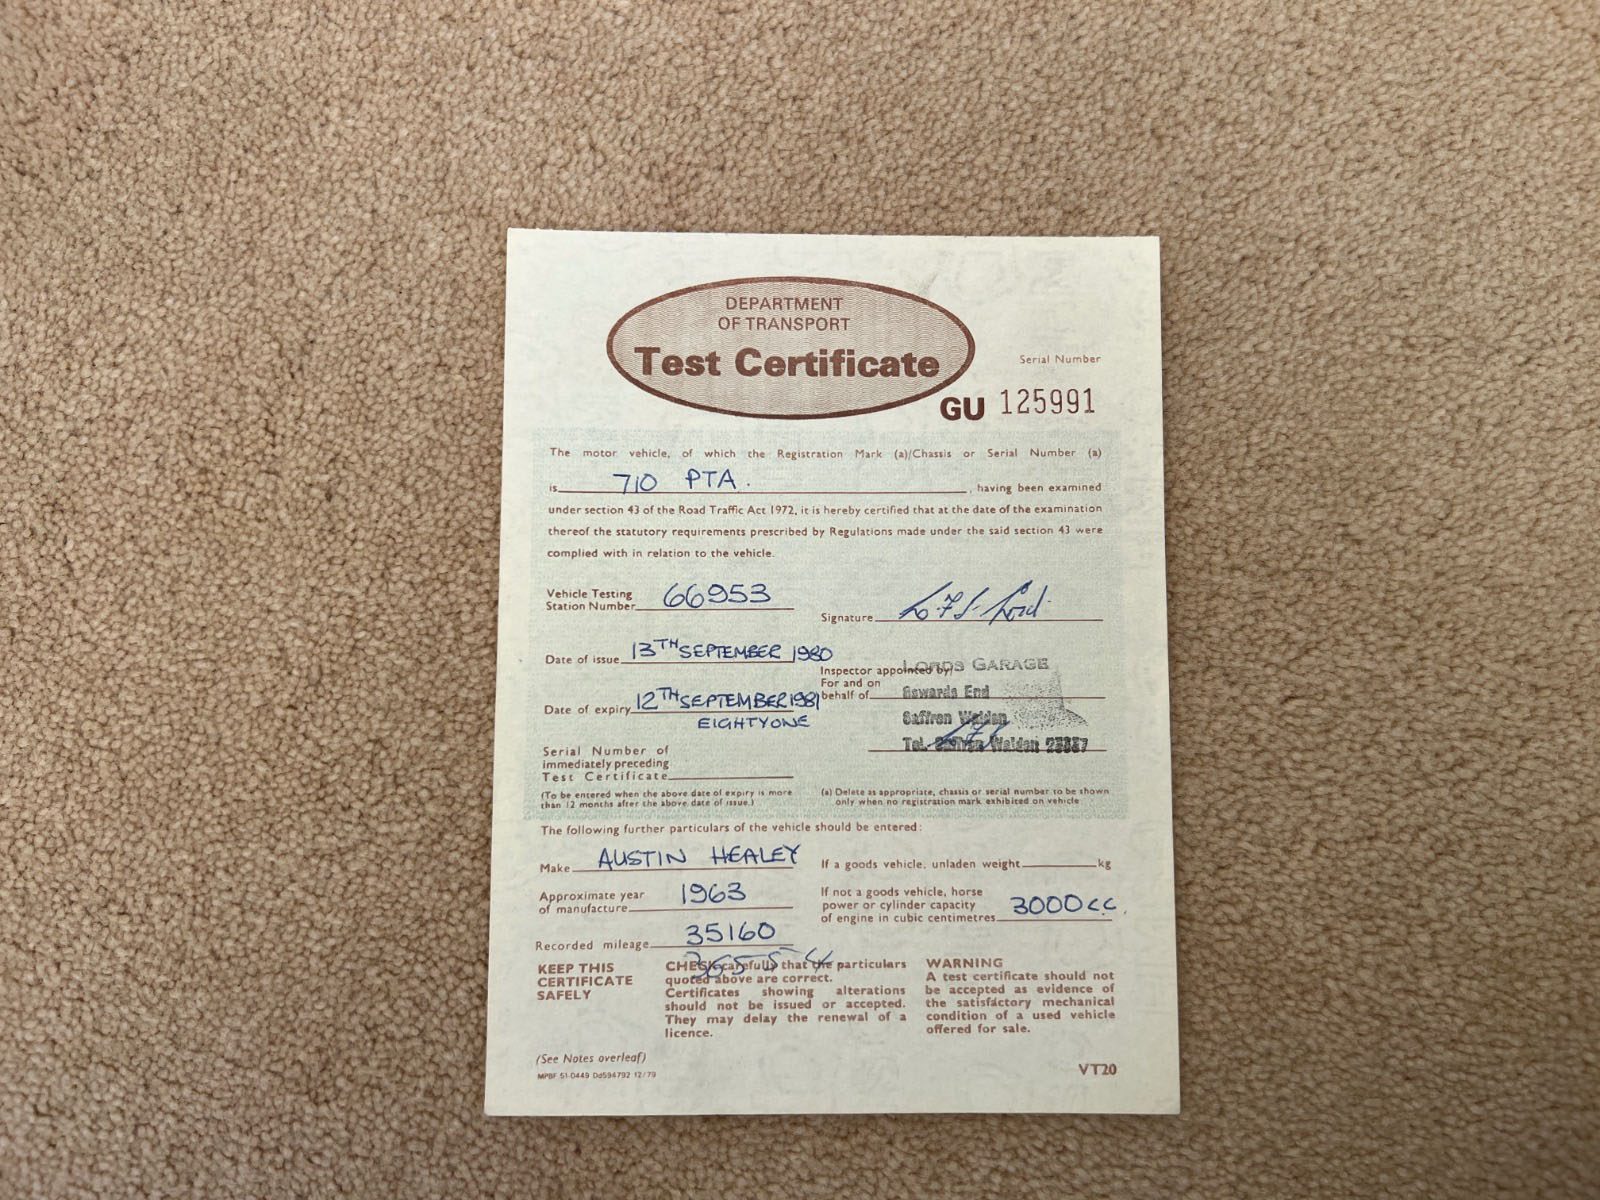 DEPARTMENT
OF TRANSPORT
Test Certificate
Serial Number
GU 125991
The motor vehicle, of which the Registration Mark (a)/Chassis or Serial Number (a)
is 710 PTA. , having been examined
under section 43 of the Road Traffic Act 1972, it is hereby certified that at the date of the examination
thereof the statutory requirements prescribed by Regulations made under the said section 43 were
complied with in relation to the vehicle.
Vehicle Testing
Station Number 66953
Signature
Date of issue 13TH SEPTEMBER 1980
Date of expiry 12TH SEPTEMBER 1981
EIGHTYONE
Inspector appointed by
For and on
behalf of
LORDS GARAGE
Saffron Walden
Tel. Saffron Walden
Serial Number of
immediately preceding
Test Certificate
(To be entered when the above date of expiry is more
than 12 months after the above date of issue.)
(a) Delete as appropriate, chassis or serial number to be shown
only when no registration mark exhibited on vehicle
The following further particulars of the vehicle should be entered:
Make AUSTIN HEALEY
If a goods vehicle, unladen weight kg
Approximate year
of manufacture 1963
If not a goods vehicle, horse
power or cylinder capacity
of engine in cubic centimetres 3000cc.
Recorded mileage 35160
36554
KEEP THIS
CERTIFICATE
SAFELY
CHECK carefully that the particulars
quoted above are correct.
Certificates showing alterations
should not be issued or accepted.
They may delay the renewal of a
licence.
WARNING
A test certificate should not
be accepted as evidence of
the satisfactory mechanical
condition of a used vehicle
offered for sale.
(See Notes overleaf)
MPBF 51-0449 Dd594792 12/79
VT20